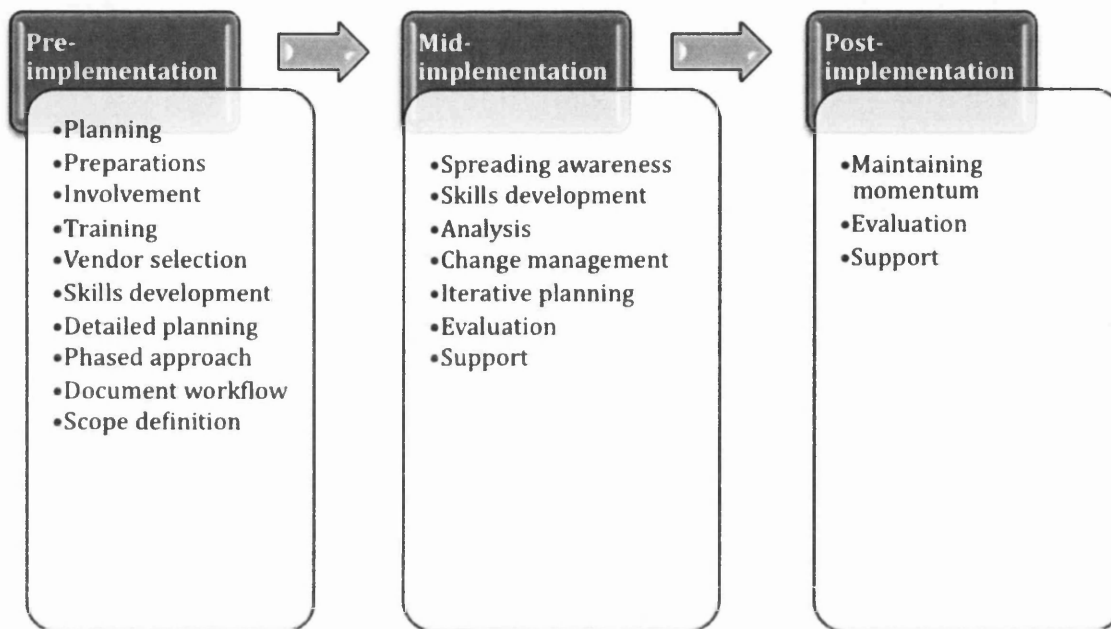 Pre-
implementation
•Planning
•Preparations
•Involvement
•Training
•Vendor selection
•Skills development
•Detailed planning
•Phased approach
•Document workflow
•Scope definition
Mid-
implementation
•Spreading awareness
•Skills development
•Analysis
•Change management
•Iterative planning
•Evaluation
•Support
Post-
implementation
•Maintaining
momentum
•Evaluation
•Support